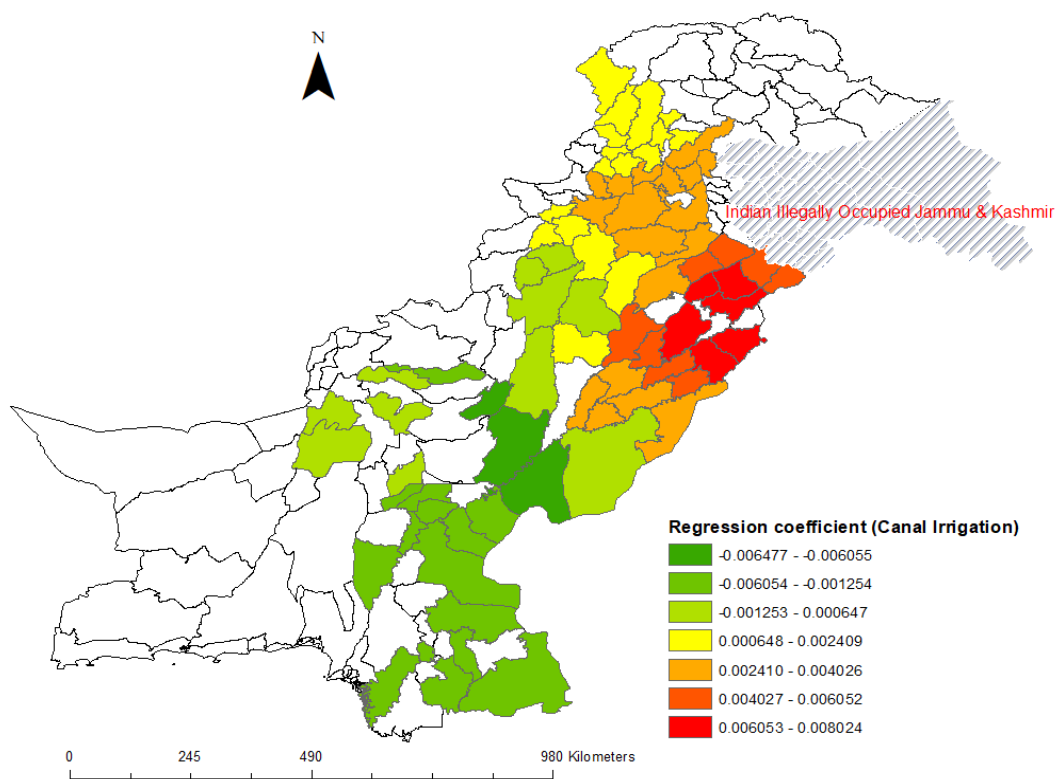 N
Indian Illegally Occupied Jammu & Kashmir
Regression coefficient (Canal Irrigation)
-0.006477 - -0.006055
-0.006054 - -0.001254
-0.001253 - 0.000647
0.000648 - 0.002409
0.002410 - 0.004026
0.004027 - 0.006052
0.006053 - 0.008024
0 245 490 980 Kilometers